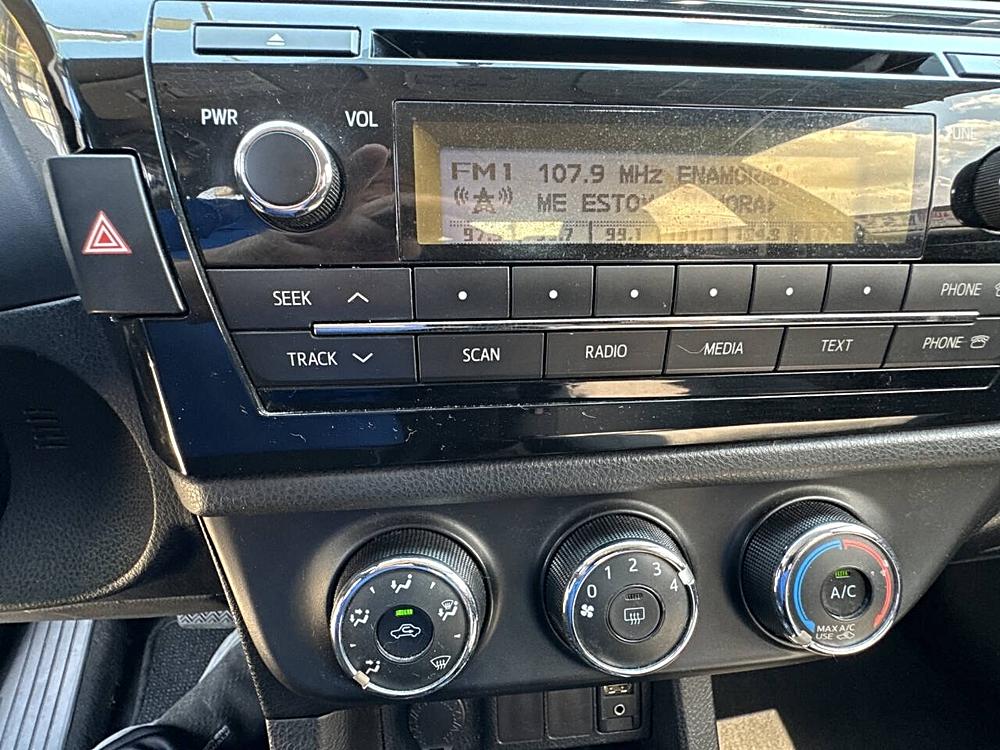 PWR VOL
TUNE
FM1 107.9 MHz
ME ESTOY
99.1
SEEK PHONE
TRACK SCAN RADIO MEDIA TEXT PHONE
0 1 2 3 4
A/C
MAX A/C
USE